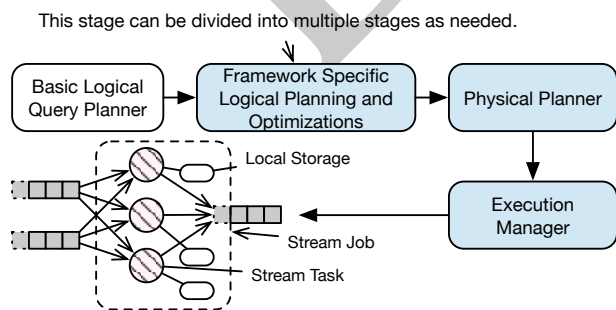 This stage can be divided into multiple stages as needed.
Basic Logical
Query Planner
Framework Specific
Logical Planning and
Optimizations
Physical Planner
Local Storage
Execution
Manager
Stream Job
Stream Task